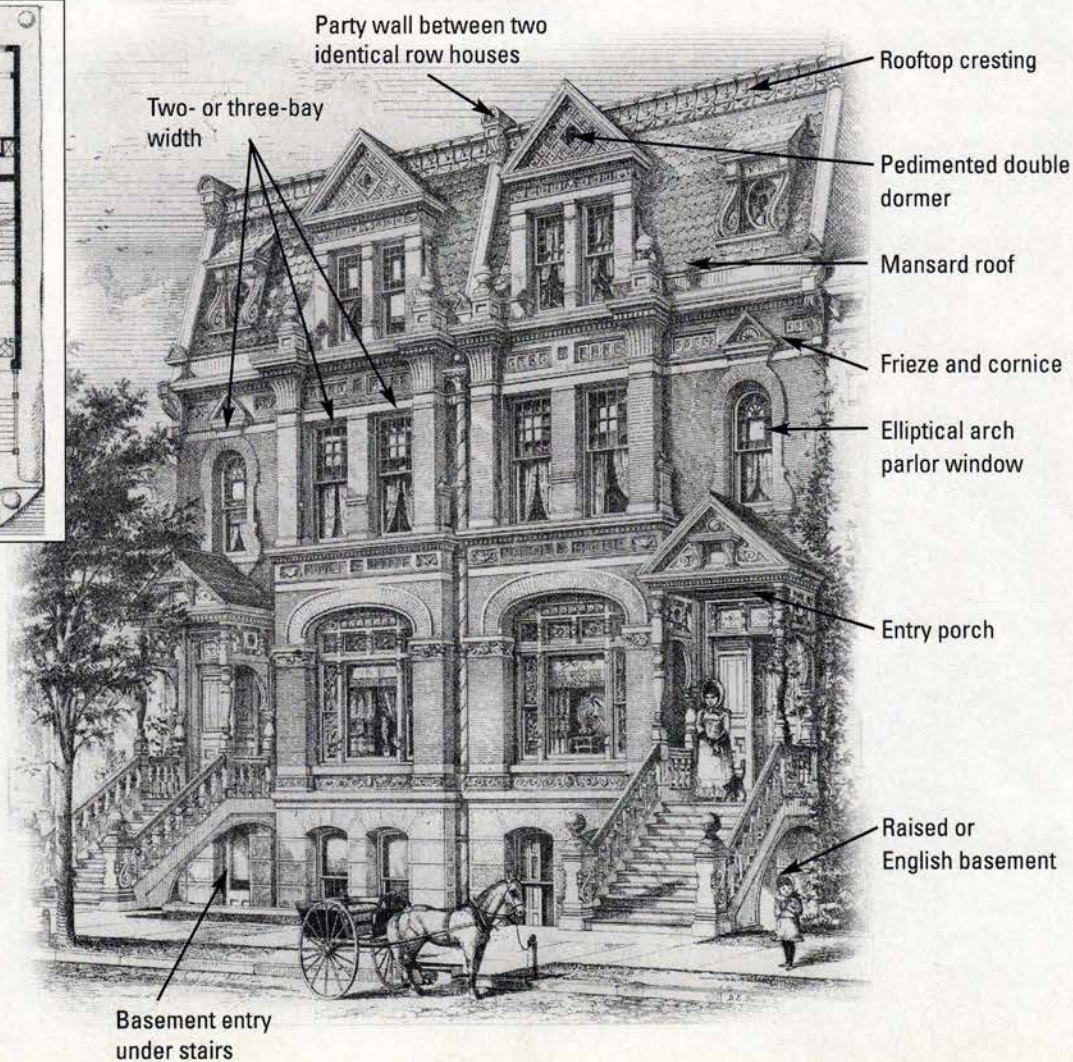 Party wall between two
identical row houses
Rooftop cresting
Two- or three-bay
width
Pedimented double
dormer
Mansard roof
Frieze and cornice
Elliptical arch
parlor window
Entry porch
Raised or
English basement
Basement entry
under stairs